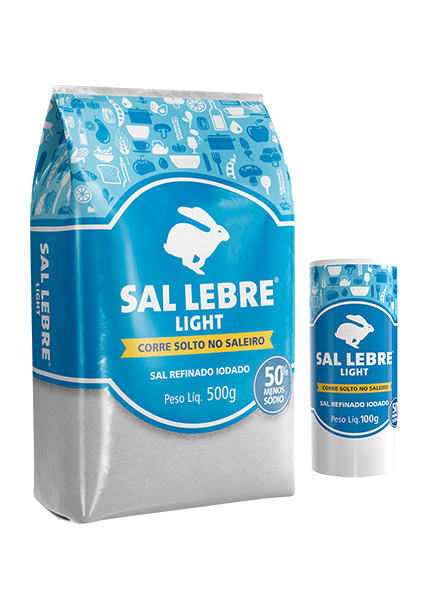 SAL LEBRE®
LIGHT
CORRE SOLTO NO SALEIRO
SAL REFINADO IODADO
Peso Líq. 500g
50%
MENOS
SÓDIO
SAL LEBRE®
LIGHT
SAL LEBRE®
LIGHT
CORRE SOLTO NO SALEIRO
SAL REFINADO IODADO
Peso Líq. 100g